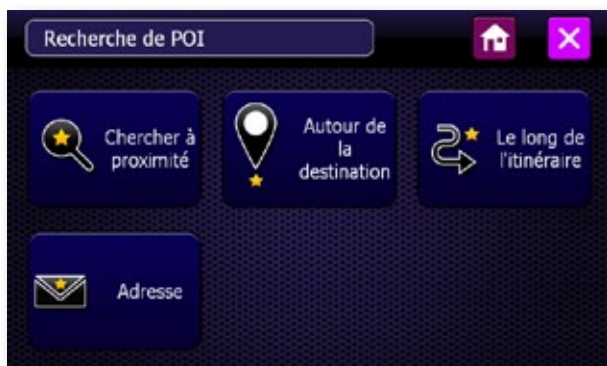 Recherche de POI
Chercher à
proximité
Autour de
la
destination
Le long de
l'itinéraire
Adresse